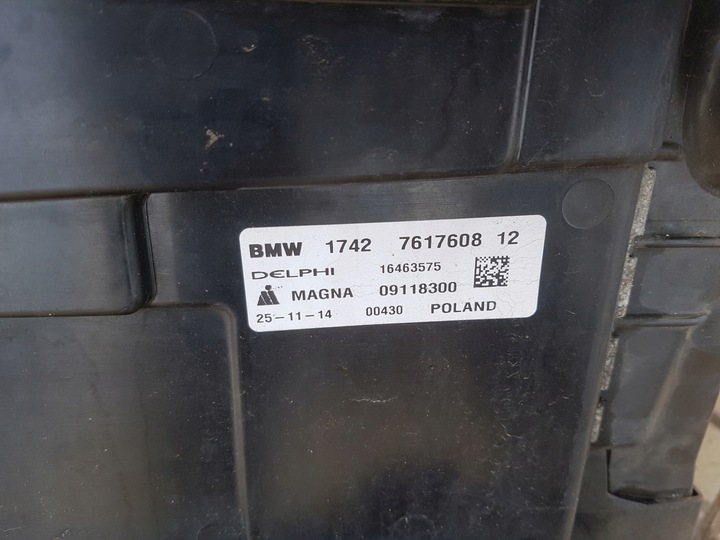 BMW 1742 7617608 12
DELPHI 16463575
MAGNA 09118300
25-11-14 00430 POLAND